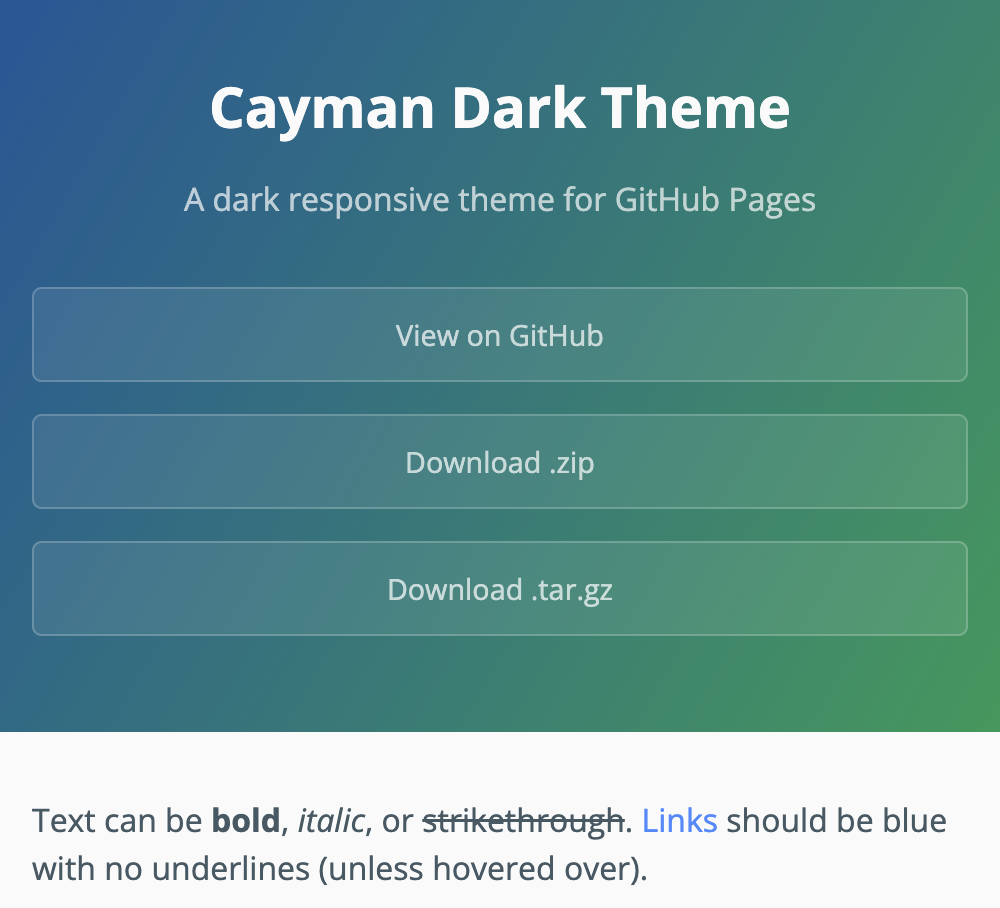 Cayman Dark Theme
A dark responsive theme for GitHub Pages
View on GitHub
Download .zip
Download .tar.gz
Text can be bold, italic, or strikethrough. Links should be blue
with no underlines (unless hovered over).